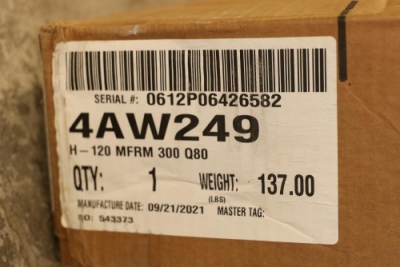 SERIAL #: 0612P06426582
4AW249
H-120 MFRM 300 Q80
QTY: 1 WEIGHT: 137.00
(LBS)
MANUFACTURE DATE: 09/21/2021 MASTER TAG:
SO: 543373